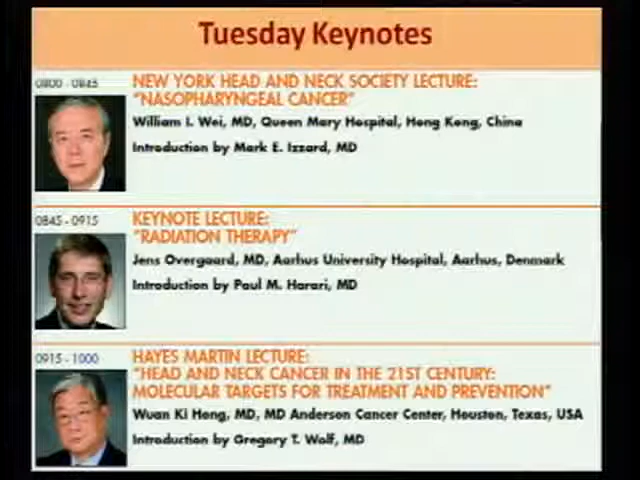 Tuesday Keynotes
0800 - 0845
NEW YORK HEAD AND NECK SOCIETY LECTURE:
"NASOPHARYNGEAL CANCER"
William I. Wei, MD, Queen Mary Hospital, Hong Kong, China
Introduction by Mark E. Izzard, MD
0845 - 0915
KEYNOTE LECTURE:
"RADIATION THERAPY"
Jens Overgaard, MD, Aarhus University Hospital, Aarhus, Denmark
Introduction by Paul M. Harari, MD
0915 - 1000
HAYES MARTIN LECTURE:
"HEAD AND NECK CANCER IN THE 21ST CENTURY:
MOLECULAR TARGETS FOR TREATMENT AND PREVENTION"
Wuan Ki Hong, MD, MD Anderson Cancer Center, Houston, Texas, USA
Introduction by Gregory T. Wolf, MD